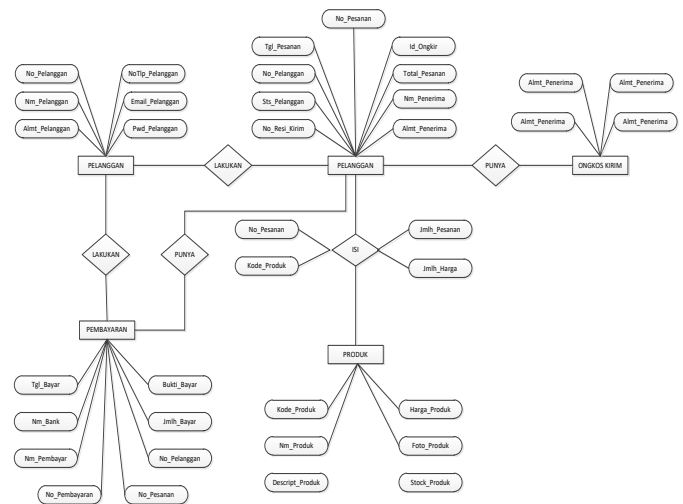 No_Pesanan
Tgl_Pesanan
Id_Ongkir
No_Pelanggan
NoTlp_Pelanggan
No_Pelanggan
Total_Pesanan
Almt_Penerima
Almt_Penerima
Nm_Pelanggan
Email_Pelanggan
Sts_Pelanggan
Nm_Penerima
Almt_Pelanggan
Pwd_Pelanggan
No_Resi_Kirim
Almt_Penerima
Almt_Penerima
Almt_Penerima
PELANGGAN
LAKUKAN
PELANGGAN
PUNYA
ONGKOS KIRIM
No_Pesanan
Jmlh_Pesanan
LAKUKAN
PUNYA
ISI
Kode_Produk
Jmlh_Harga
PEMBAYARAN
PRODUK
Tgl_Bayar
Bukti_Bayar
Kode_Produk
Harga_Produk
Nm_Bank
Jmlh_Bayar
Nm_Produk
Foto_Produk
Nm_Pembayar
No_Pelanggan
Descript_Produk
Stock_Produk
No_Pembayaran
No_Pesanan